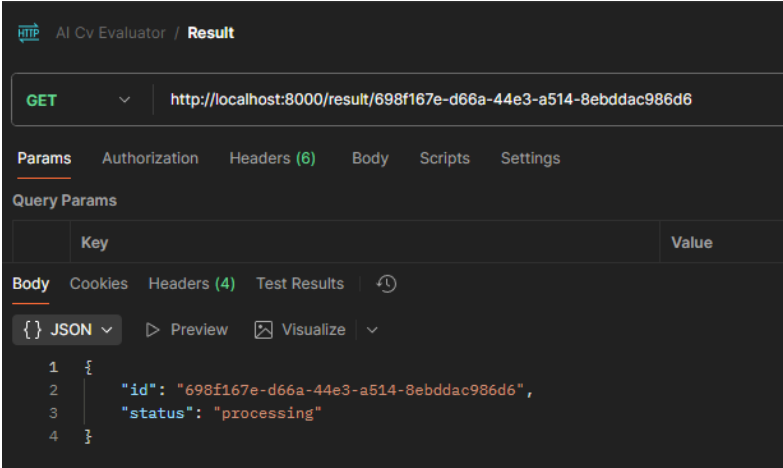 HTTP AI Cv Evaluator / Result
GET http://localhost:8000/result/698f167e-d66a-44e3-a514-8ebddac986d6
Params Authorization Headers (6) Body Scripts Settings
Query Params
Key Value
Body Cookies Headers (4) Test Results
{} JSON Preview Visualize
1 {
2 "id": "698f167e-d66a-44e3-a514-8ebddac986d6",
3 "status": "processing"
4 }